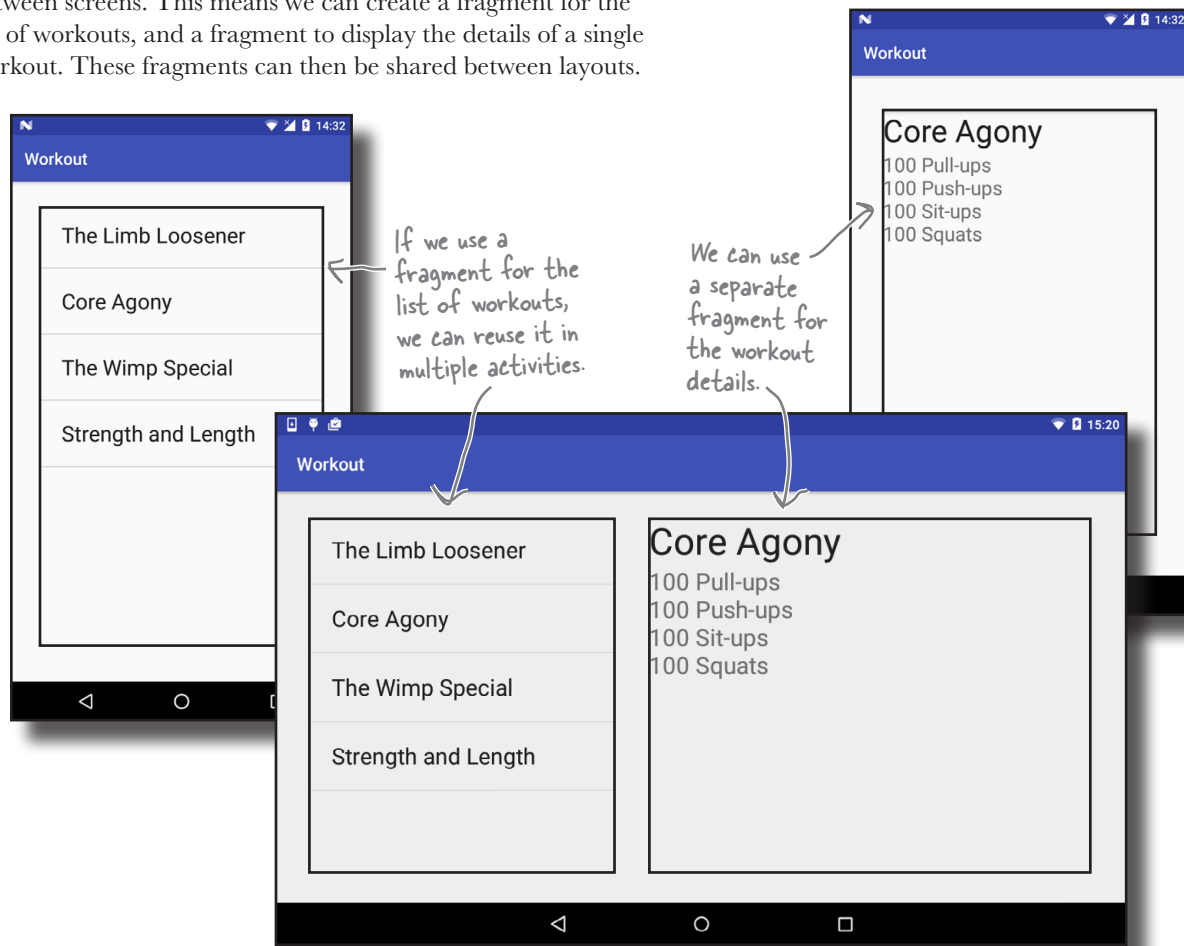 tween screens. This means we can create a fragment for the
of workouts, and a fragment to display the details of a single
rkout. These fragments can then be shared between layouts.
14:32
Workout
The Limb Loosener
Core Agony
The Wimp Special
Strength and Length
If we use a
fragment for the
list of workouts,
we can reuse it in
multiple activities.
We can use
a separate
fragment for
the workout
details.
14:32
Workout
Core Agony
100 Pull-ups
100 Push-ups
100 Sit-ups
100 Squats
15:20
Workout
The Limb Loosener
Core Agony
The Wimp Special
Strength and Length
Core Agony
100 Pull-ups
100 Push-ups
100 Sit-ups
100 Squats